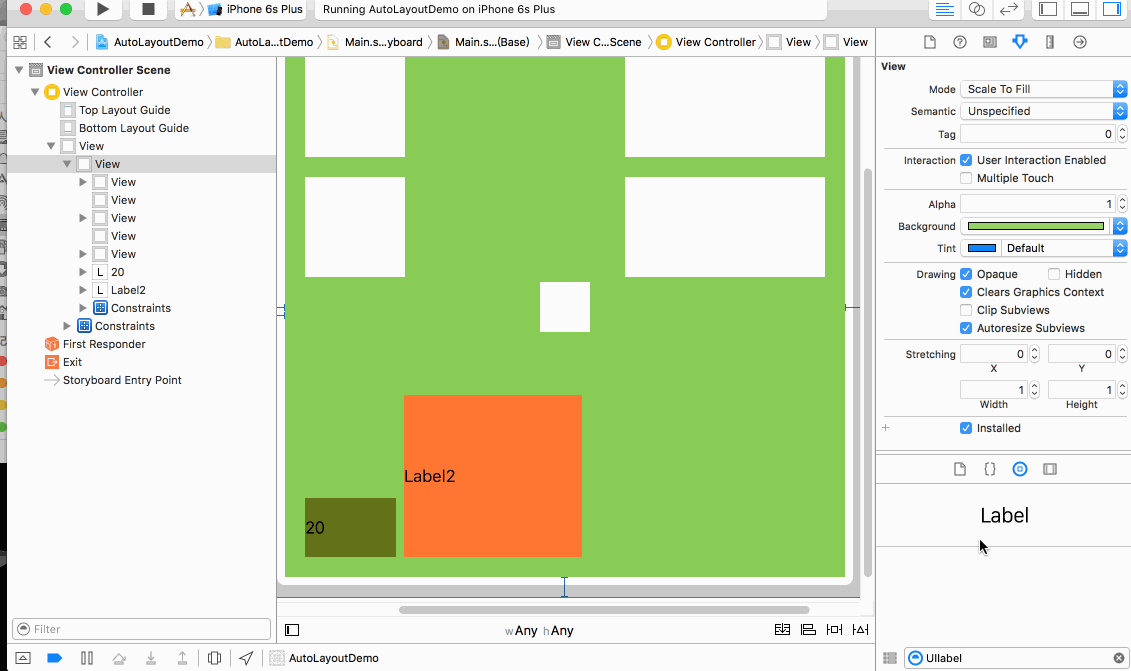 iPhone 6s Plus
Running AutoLayoutDemo on iPhone 6s Plus
AutoLayoutDemo
AutoLa...tDemo
Main.s...yboard
Main.s...(Base)
View C...Scene
View Controller
View
View
View Controller Scene
View Controller
Top Layout Guide
Bottom Layout Guide
View
View
View
View
View
View
View
L 20
L Label2
Constraints
Constraints
First Responder
Exit
Storyboard Entry Point
Filter
Label2
20
wAny hAny
AutoLayoutDemo
View
Mode Scale To Fill
Semantic Unspecified
Tag 0
Interaction User Interaction Enabled
Multiple Touch
Alpha 1
Background
Tint Default
Drawing Opaque Hidden
Clears Graphics Context
Clip Subviews
Autoresize Subviews
Stretching 0 0
X Y
1 1
Width Height
+ Installed
Label
UIlabel